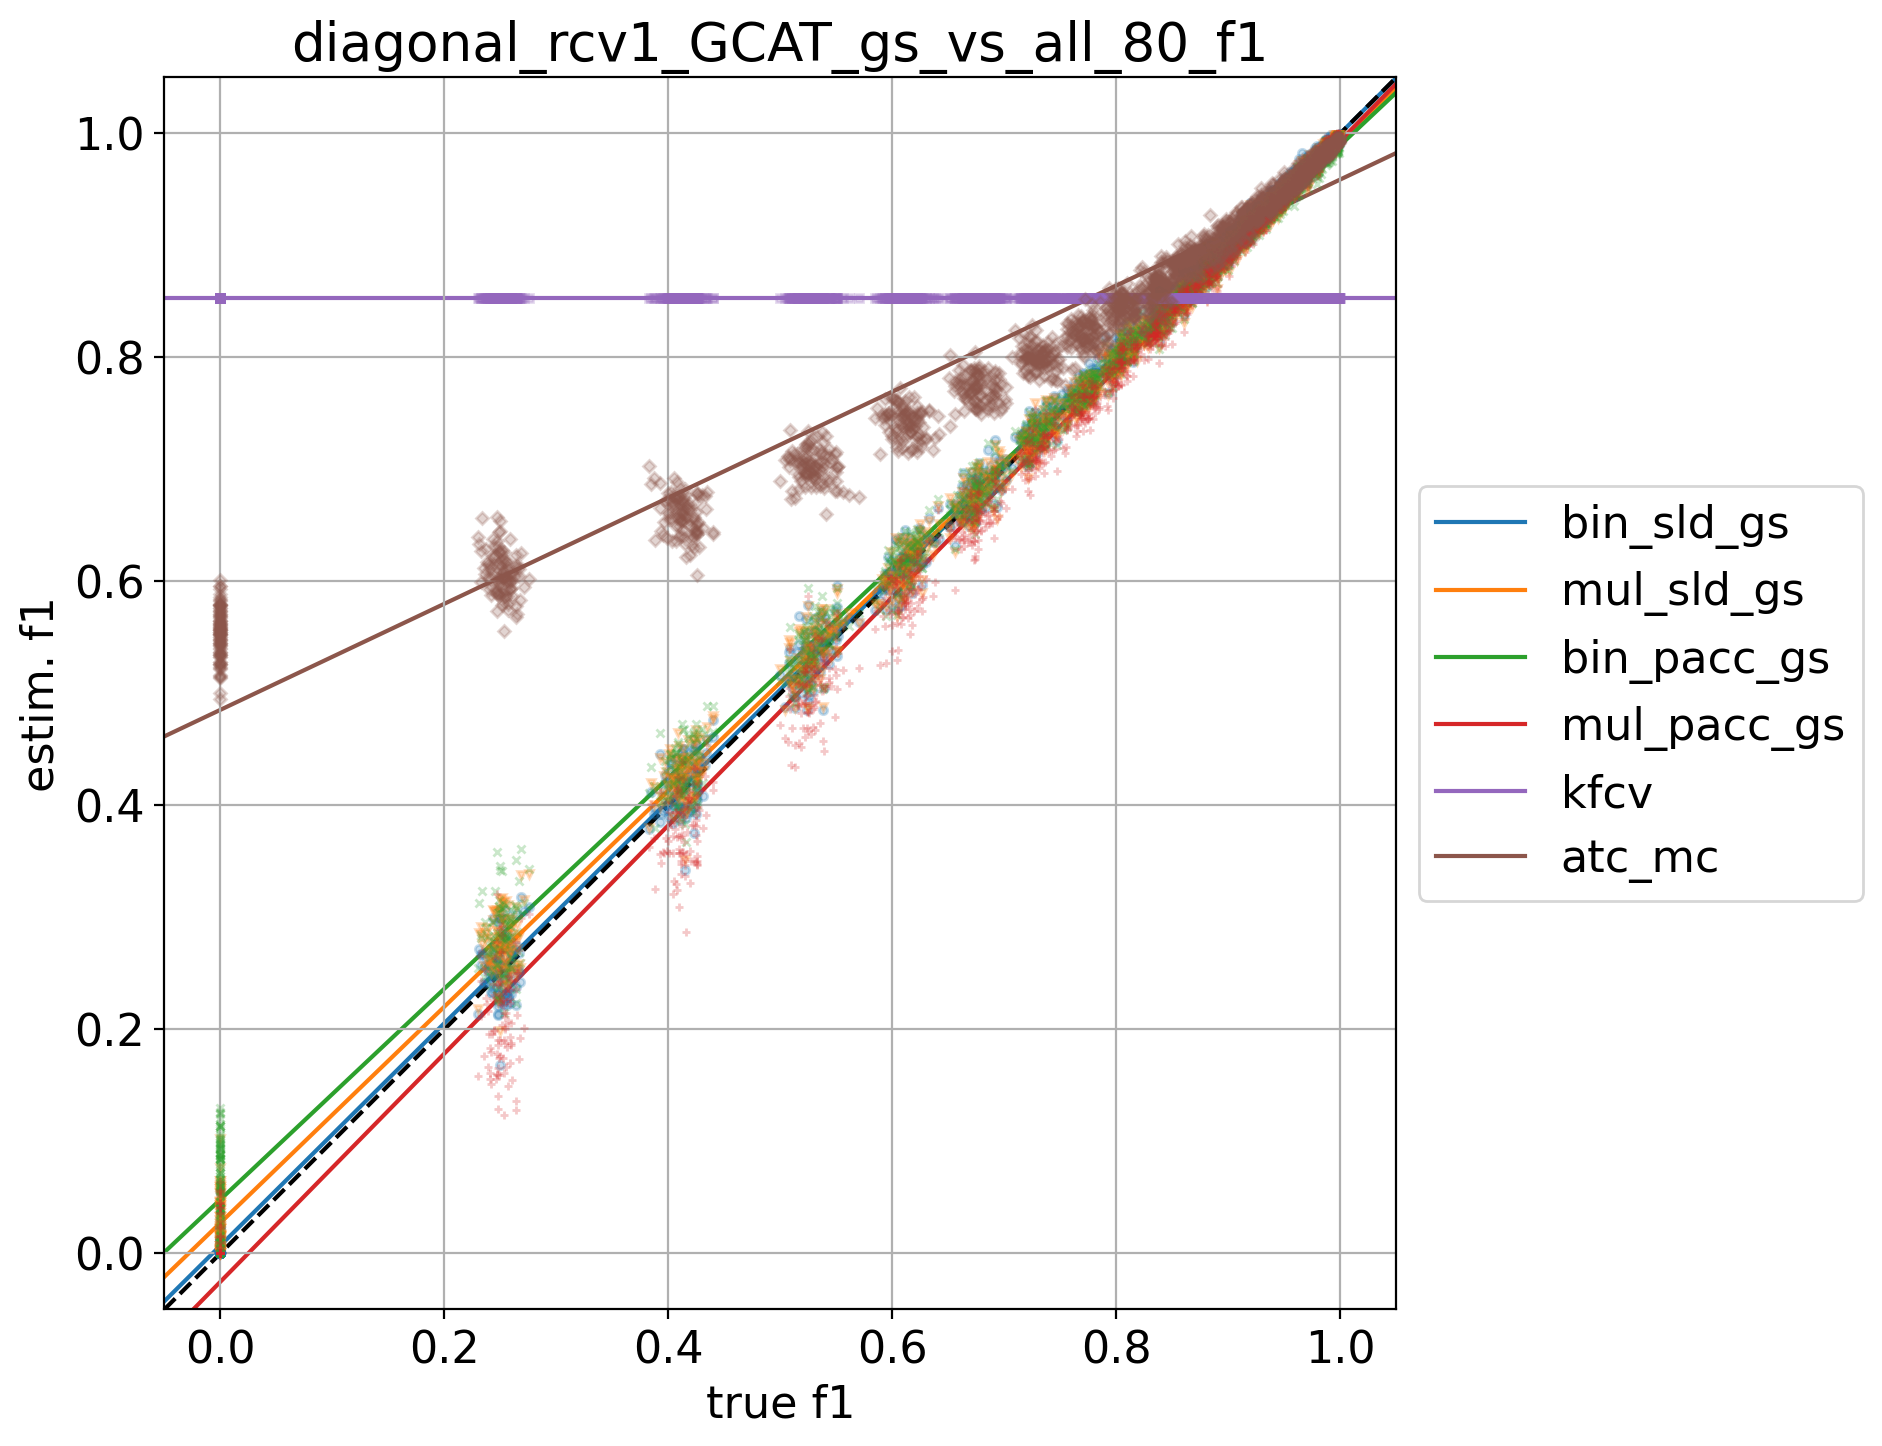 diagonal_rcv1_GCAT_gs_vs_all_80_f1
1.0
0.8
0.6
0.4
0.2
0.0
estim. f1
0.0 0.2 0.4 0.6 0.8 1.0
true f1
bin_sld_gs
mul_sld_gs
bin_pacc_gs
mul_pacc_gs
kfcv
atc_mc